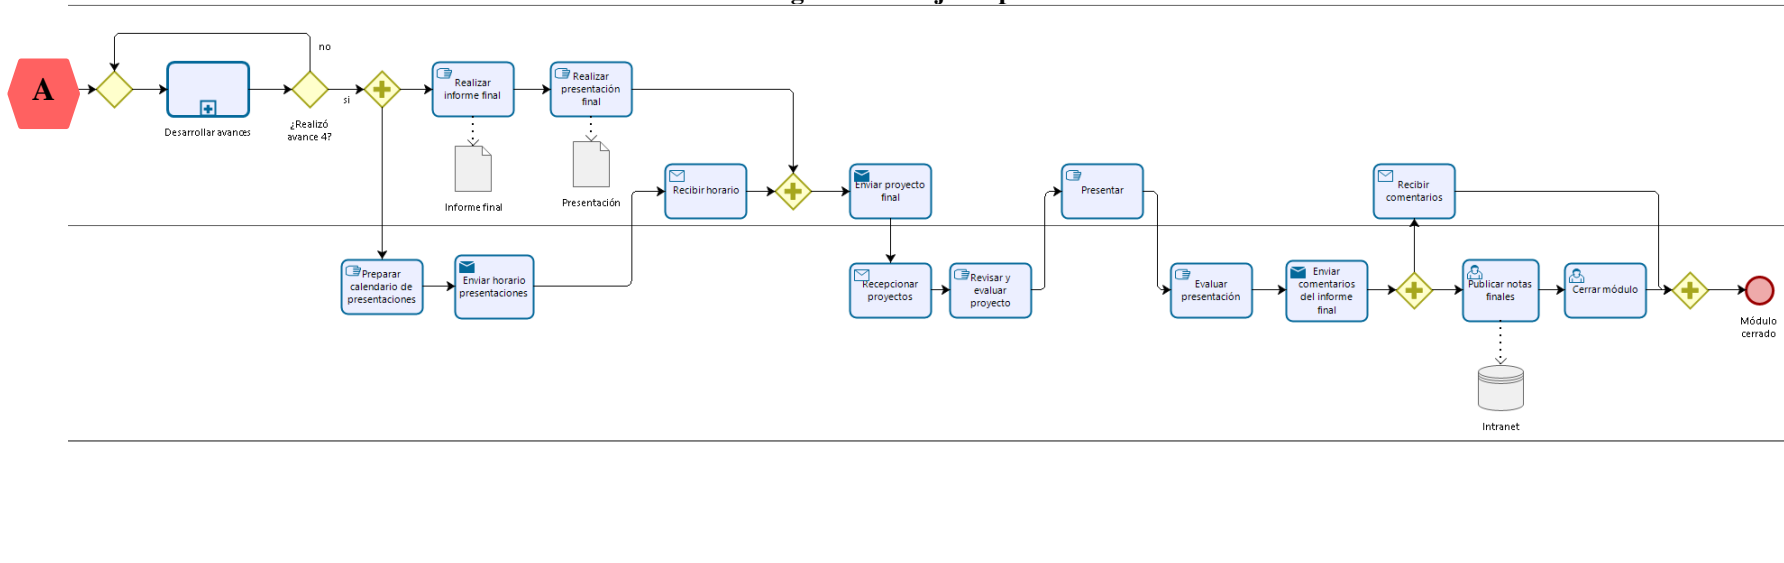 A
no
si
Desarrollar avances
¿Realizó
avance 4?
Realizar
informe final
Realizar
presentación
final
Informe final
Presentación
Recibir horario
Enviar proyecto
final
Presentar
Recibir
comentarios
Preparar
calendario de
presentaciones
Enviar horario
presentaciones
Recepcionar
proyectos
Revisar y
evaluar
proyecto
Evaluar
presentación
Enviar
comentarios
del informe
final
Publicar notas
finales
Cerrar módulo
Módulo
cerrado
Intranet